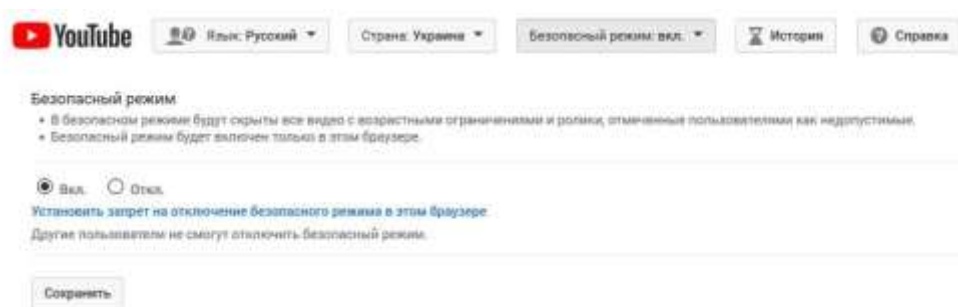 YouTube Язык: Русский Страна: Украина Безопасный режим: вкл. История Справка
Безопасный режим
• В безопасном режиме будут скрыты все видео с возрастными ограничениями и ролики, отмеченные пользователями как недопустимые.
• Безопасный режим будет включен только в этом браузере.
Вкл. Откл.
Установить запрет на отключение безопасного режима в этом браузере
Другие пользователи не смогут отключить безопасный режим.
Сохранить